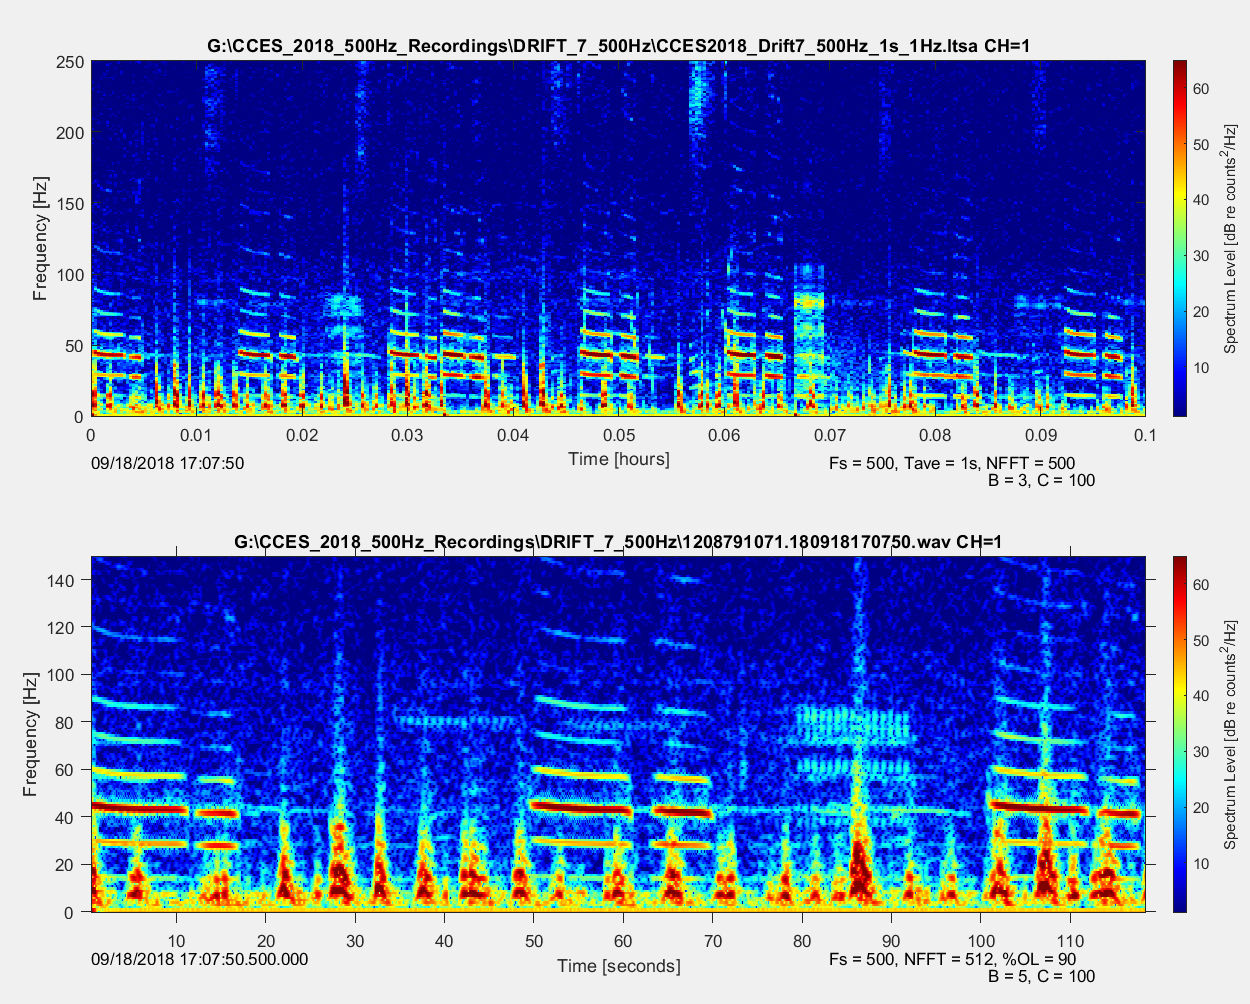 G:\CCES_2018_500Hz_Recordings\DRIFT_7_500Hz\CCES2018_Drift7_500Hz_1s_1Hz.ltsa CH=1
250
200
150
100
50
0
Frequency [Hz]
0 0.01 0.02 0.03 0.04 0.05 0.06 0.07 0.08 0.09 0.1
Time [hours]
09/18/2018 17:07:50
Fs = 500, Tave = 1s, NFFT = 500
B = 3, C = 100
60
50
40
30
20
10
Spectrum Level [dB re counts²/Hz]
G:\CCES_2018_500Hz_Recordings\DRIFT_7_500Hz\1208791071.180918170750.wav CH=1
140
120
100
80
60
40
20
0
Frequency [Hz]
10 20 30 40 50 60 70 80 90 100 110
Time [seconds]
09/18/2018 17:07:50.500.000
Fs = 500, NFFT = 512, %OL = 90
B = 5, C = 100
60
50
40
30
20
10
Spectrum Level [dB re counts²/Hz]